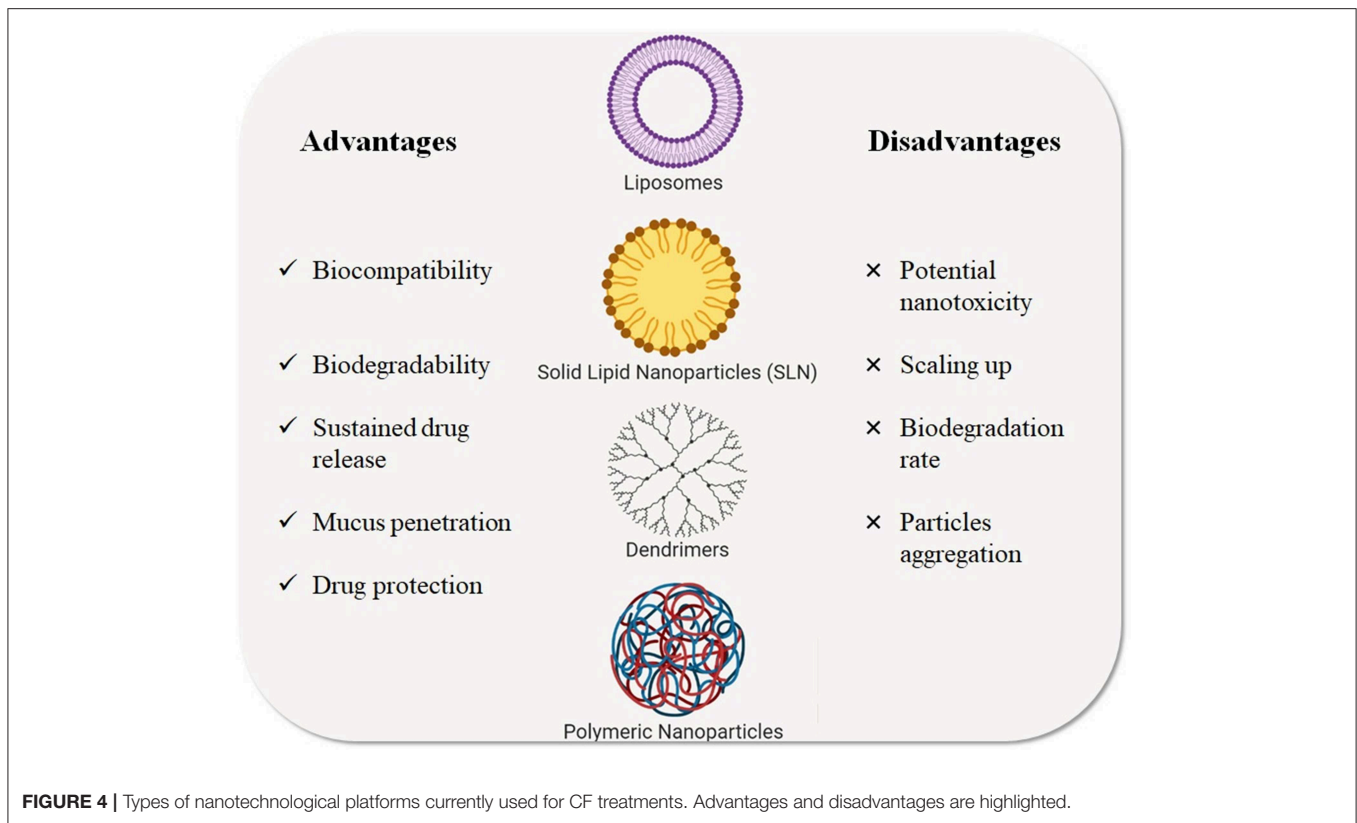 Advantages
✓ Biocompatibility
✓ Biodegradability
✓ Sustained drug
release
✓ Mucus penetration
✓ Drug protection
Liposomes
Solid Lipid Nanoparticles (SLN)
Dendrimers
Polymeric Nanoparticles
Disadvantages
× Potential
nanotoxicity
× Scaling up
× Biodegradation
rate
× Particles
aggregation
FIGURE 4 | Types of nanotechnological platforms currently used for CF treatments. Advantages and disadvantages are highlighted.